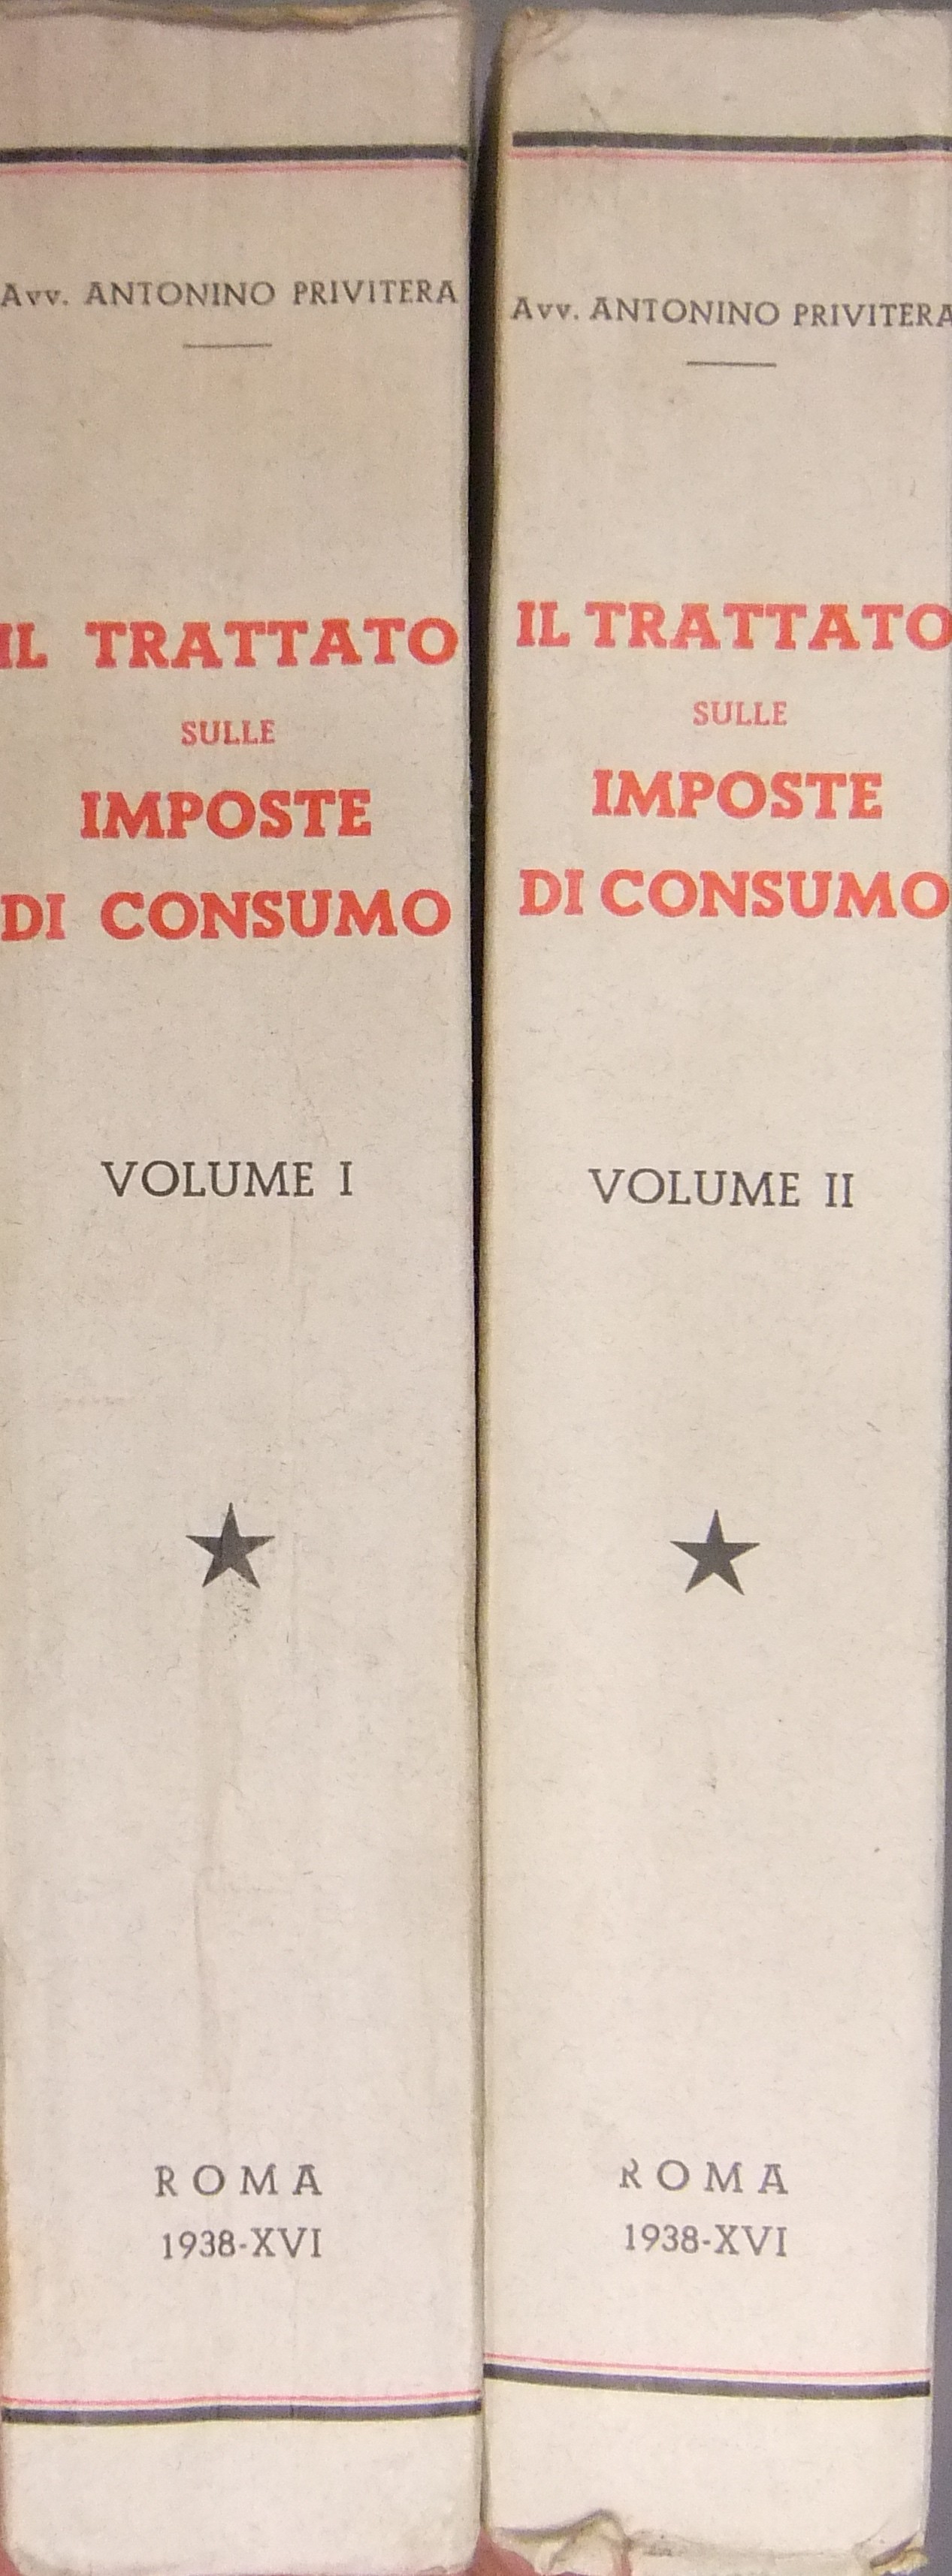 Avv. ANTONINO PRIVITERA
IL TRATTATO
SULLE
IMPOSTE
DI CONSUMO
VOLUME I
ROMA
1938-XVI
Avv. ANTONINO PRIVITERA
IL TRATTATO
SULLE
IMPOSTE
DI CONSUMO
VOLUME II
ROMA
1938-XVI